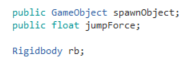 public GameObject spawnObject;
public float jumpForce;
Rigidbody rb;